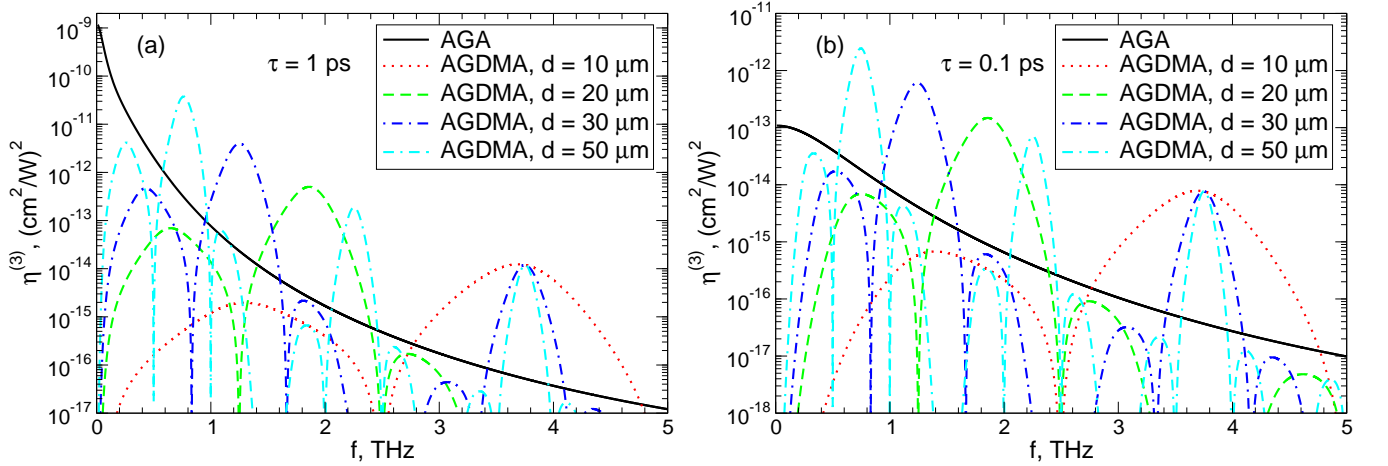 (a)
τ = 1 ps
AGA
AGDMA, d = 10 μm
AGDMA, d = 20 μm
AGDMA, d = 30 μm
AGDMA, d = 50 μm
η(3), (cm2/W)2
10-9
10-10
10-11
10-12
10-13
10-14
10-15
10-16
10-17
0 1 2 3 4 5
f, THz
(b)
τ = 0.1 ps
AGA
AGDMA, d = 10 μm
AGDMA, d = 20 μm
AGDMA, d = 30 μm
AGDMA, d = 50 μm
η(3), (cm2/W)2
10-11
10-12
10-13
10-14
10-15
10-16
10-17
10-18
0 1 2 3 4 5
f, THz